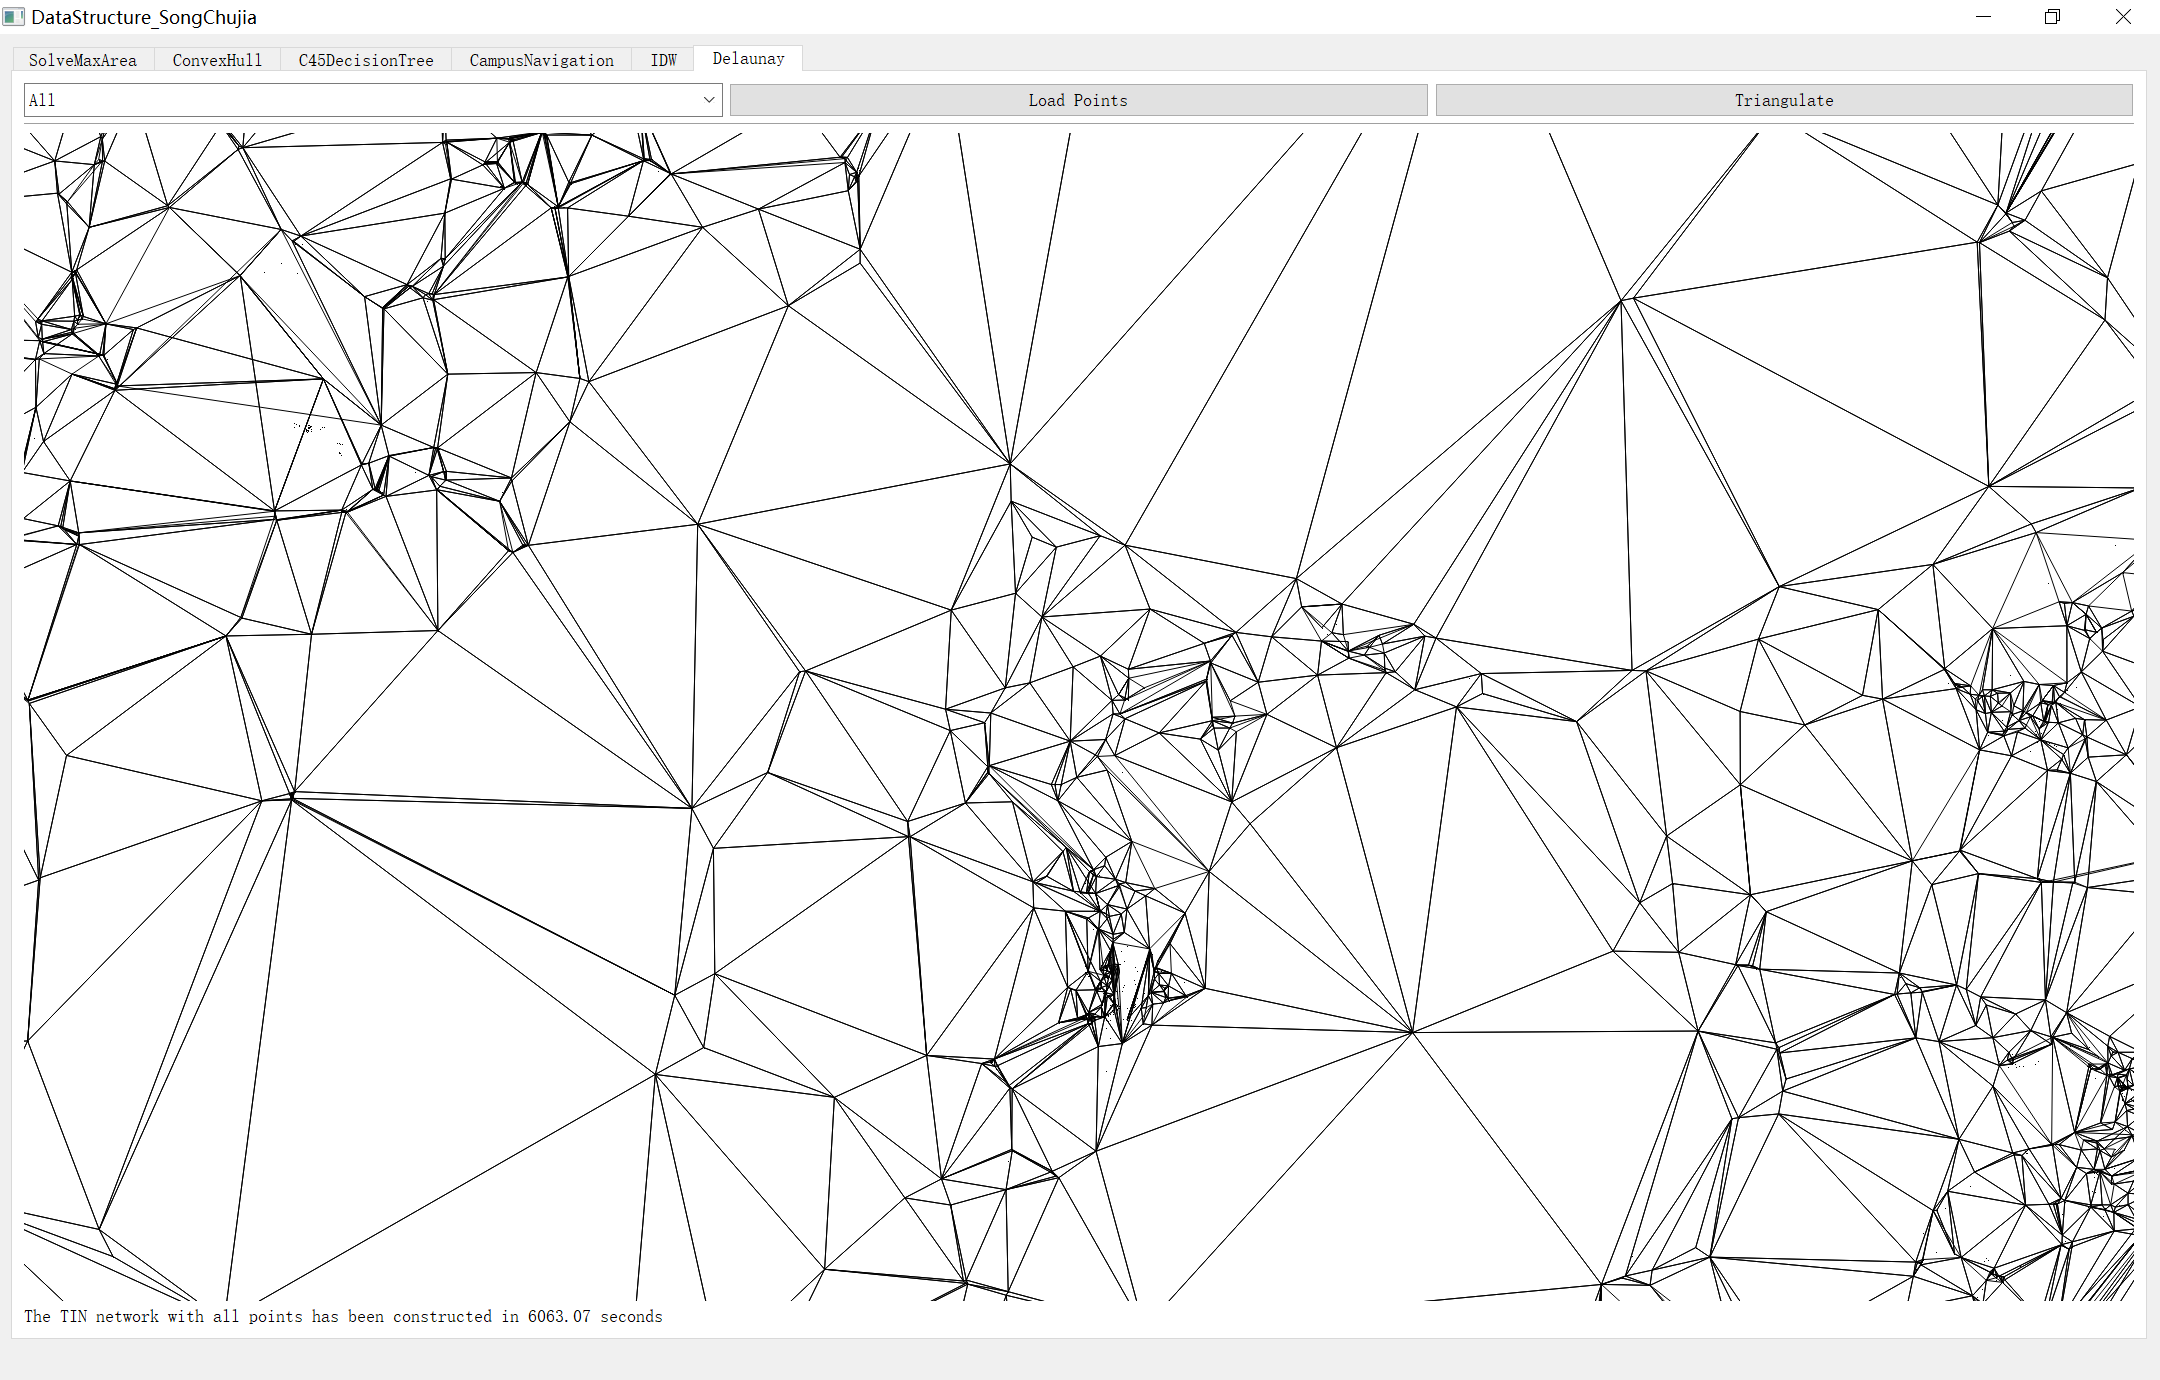 DataStructure_SongChujia
SolveMaxArea ConvexHull C45DecisionTree CampusNavigation IDW Delaunay
All Load Points Triangulate
The TIN network with all points has been constructed in 6063.07 seconds